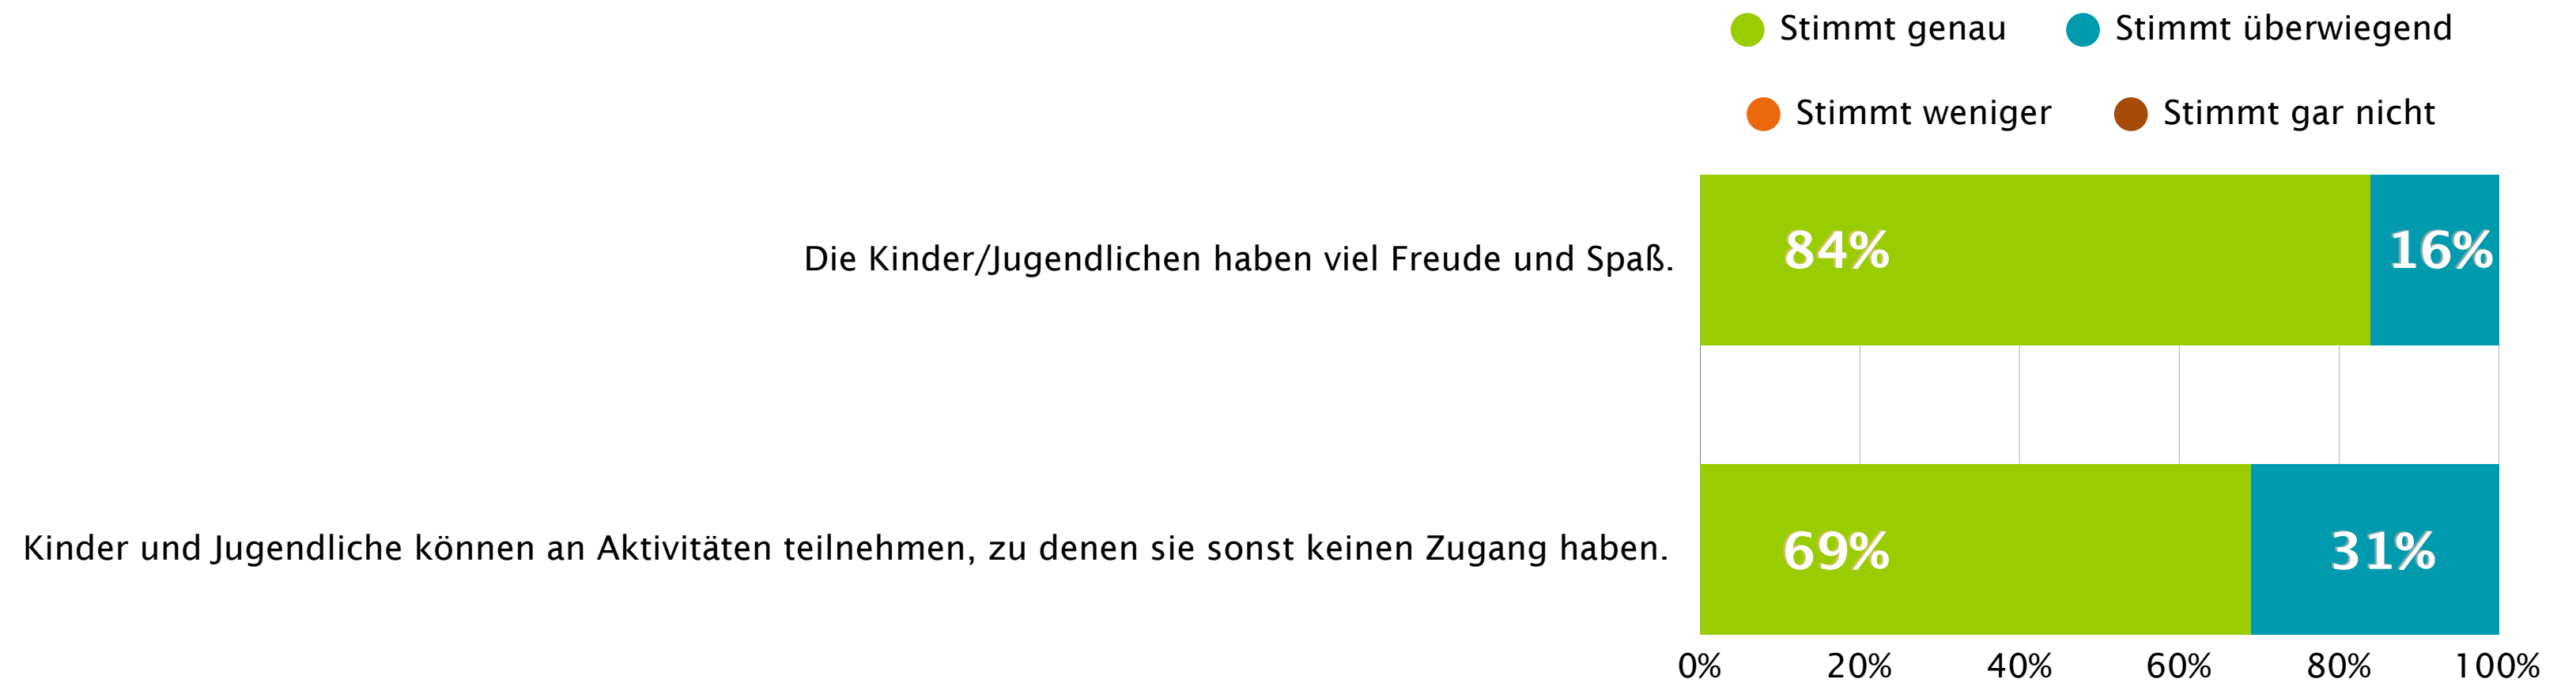 Stimmt genau Stimmt überwiegend
Stimmt weniger Stimmt gar nicht
Die Kinder/Jugendlichen haben viel Freude und Spaß. 84% 16%
Kinder und Jugendliche können an Aktivitäten teilnehmen, zu denen sie sonst keinen Zugang haben. 69% 31%
0% 20% 40% 60% 80% 100%